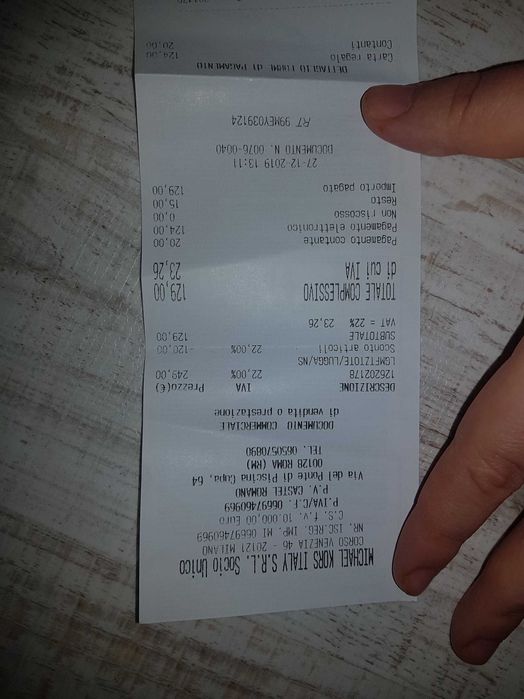 MICHAEL KORS ITALY S.R.L. Socio Unico
CORSO VENEZIA 46 - 20121 MILANO
NR. ISC.REG. IMP. MI 06697460969
C.S. f.v. 10.000,00 Euro
P.IVA/C.F. 06697460969
P.V. CASTEL ROMANO
Via del Ponte di Piscina Cupa, 64
00128 ROMA (RM)
TEL. 0650570890
DOCUMENTO COMMERCIALE
di vendita o prestazione
DESCRIZIONE IVA Prezzo(€)
126202178 22,00% 249,00
LGMFTZTOTE/LUGGA/NS
Sconto articoli 22,00% -120,00
SUBTOTALE 129,00
VAT = 22% 23,26
TOTALE COMPLESSIVO 129,00
di cui IVA 23,26
Pagamento contante 20,00
Pagamento elettronico 124,00
Non riscosso 0,00
Resto 15,00
Importo pagato 129,00
27-12-2019 13:11
DOCUMENTO N. 0076-0040
RT 99MEY039124
DETTAGLIO FORME di PAGAMENTO
Carta regalo 124,00
Contanti 20,00